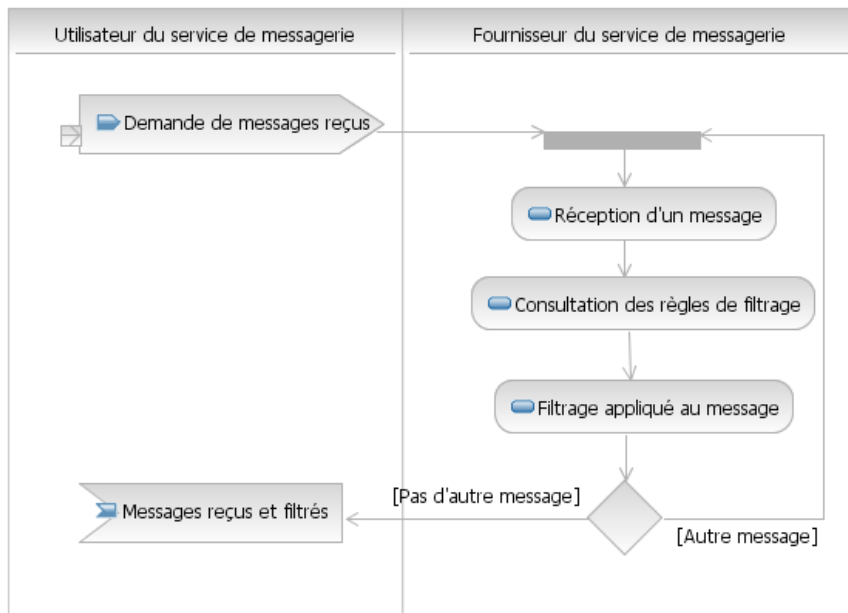 Utilisateur du service de messagerie
Fournisseur du service de messagerie
Demande de messages reçus
Réception d'un message
Consultation des règles de filtrage
Filtrage appliqué au message
[Pas d'autre message]
Messages reçus et filtrés
[Autre message]